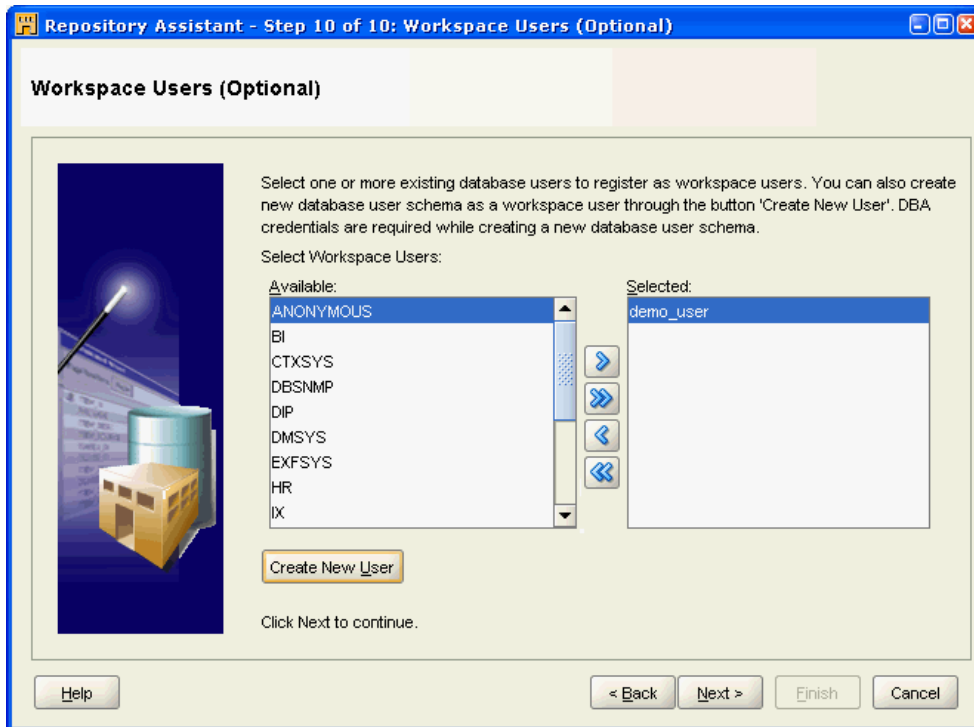 Repository Assistant - Step 10 of 10: Workspace Users (Optional)
Workspace Users (Optional)
Select one or more existing database users to register as workspace users. You can also create
new database user schema as a workspace user through the button 'Create New User'. DBA
credentials are required while creating a new database user schema.
Select Workspace Users:
Available:
ANONYMOUS
BI
CTXSYS
DBSNMP
DIP
DMSYS
EXFSYS
HR
IX
Selected:
demo_user
Create New User
Click Next to continue.
Help
< Back
Next >
Finish
Cancel